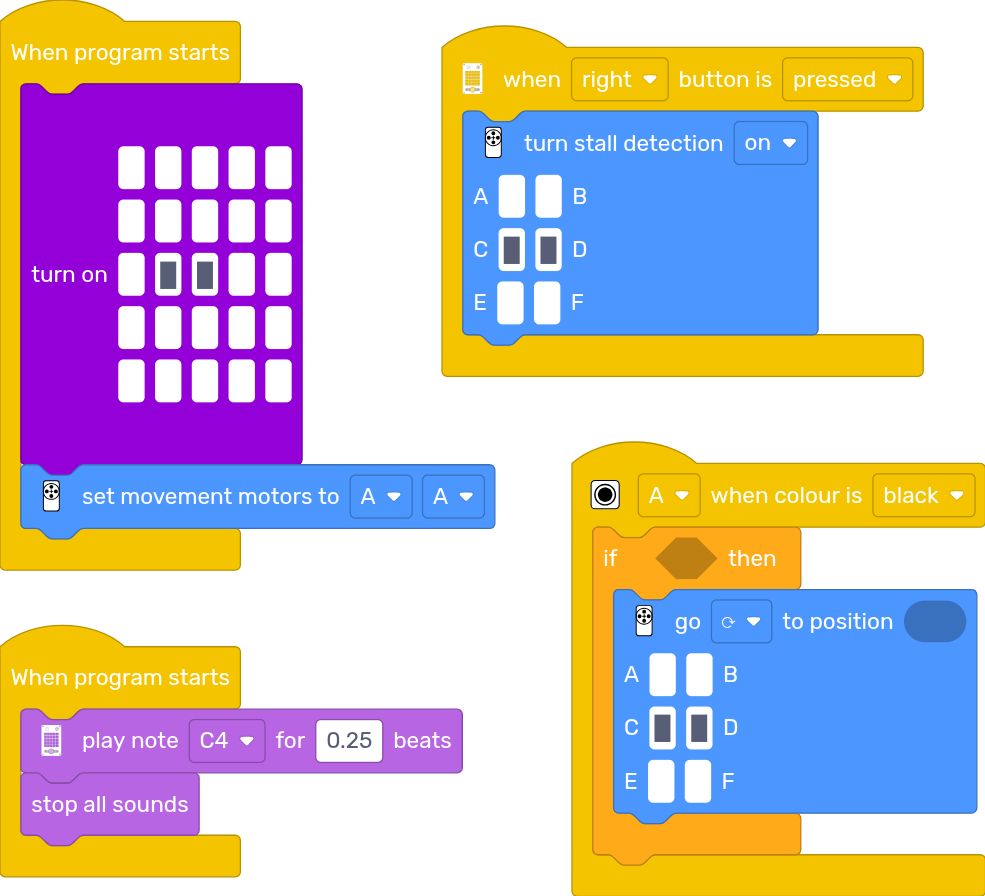 When program starts
turn on
set movement motors to A A
when right button is pressed
turn stall detection on
A B
C D
E F
A when colour is black
if then
go ⟳ to position
A B
C D
E F
When program starts
play note C4 for 0.25 beats
stop all sounds